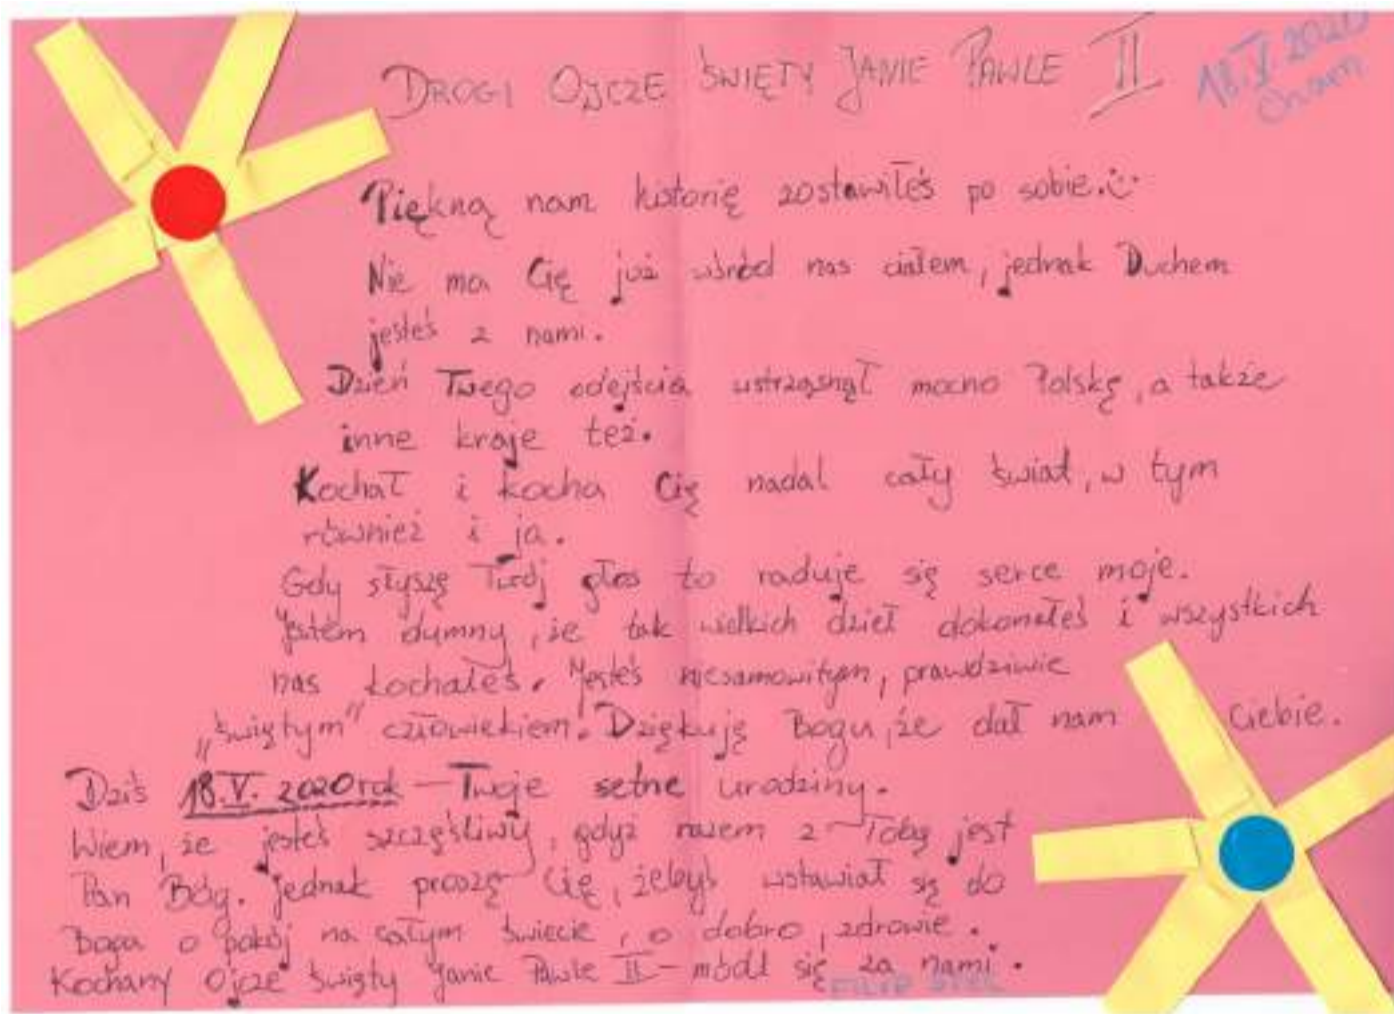 DROGI OJCZE ŚWIĘTY JANIE PAWLE II
18.V 2020
Piękną nam historię zostawiłeś po sobie.
Nie ma Cię już wśród nas ciałem, jednak Duchem
jesteś z nami.
Dzień Twego odejścia wstrząsnął mocno Polskę, a także
inne kraje też.
Kochał i kocha Cię nadal cały świat, w tym
również i ja.
Gdy słyszę Twój głos to raduje się serce moje.
Jestem dumny, że tak wielkich dzieł dokonałeś i wszystkich
nas kochałeś. Jesteś niesamowitym, prawdziwie
„świętym" człowiekiem. Dziękuję Bogu, że dał nam Ciebie.
Dziś 18.V. 2020 rok - Twoje setne urodziny.
Wiem, że jesteś szczęśliwy, gdyż razem z Tobą jest
Pan Bóg. Jednak proszę Cię, żebyś wstawiał się do
Boga o pokój na całym świecie, o dobro, zdrowie.
Kochany Ojcze święty Janie Pawle II - módl się za nami.